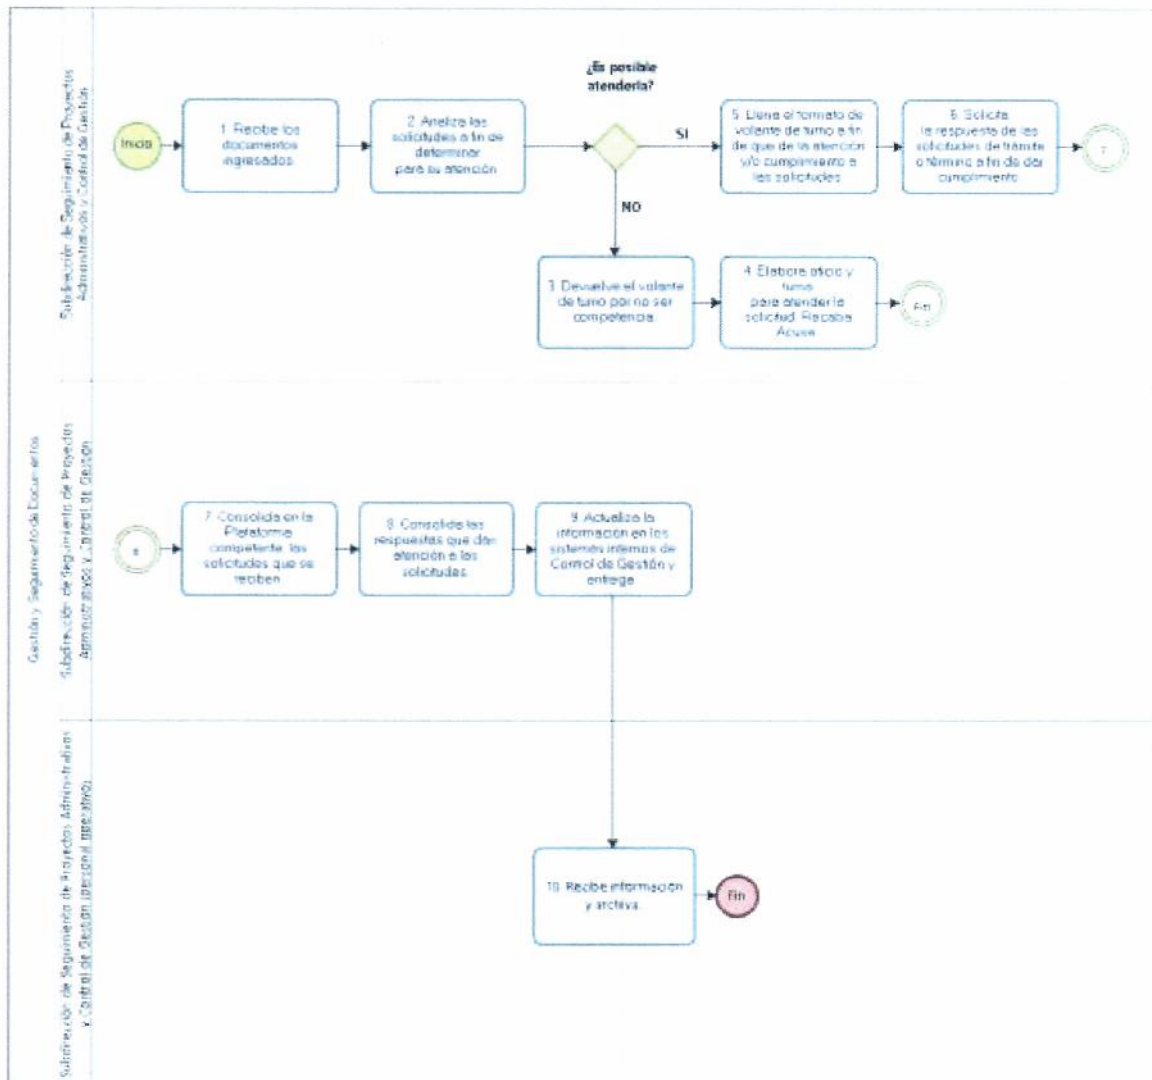 Gestión y Seguimiento de Documentos
Subdirección de Seguimiento de Proyectos
Administrativos y Control de Gestión
Inicio
1. Recibe los
documentos
ingresados
2. Analiza las
solicitudes a fin de
determinar
para su atención
¿Es posible
atenderla?
SI
NO
5. Llena el formato de
volante de turno a fin
de que de la atención
y/o cumplimiento a
las solicitudes
6. Solicita
la respuesta de las
solicitudes de trámite
o término a fin de dar
cumplimiento
7
3. Devuelve el volante
de turno por no ser
competencia.
4. Elabora oficio y
turna
para atender la
solicitud. Recaba
Acuse
Fin
Subdirección de Seguimiento de Proyectos
Administrativos y Control de Gestión
6
7. Consolida en la
Plataforma
competente las
solicitudes que se
reciben
8. Consolida las
respuestas que dan
atención a las
solicitudes.
9. Actualiza la
información en los
sistemas internos de
Control de Gestión y
entrega
Subdirección de Seguimiento de Proyectos Administrativos
y Control de Gestión (personal operativo)
10. Recibe información
y archiva.
Fin